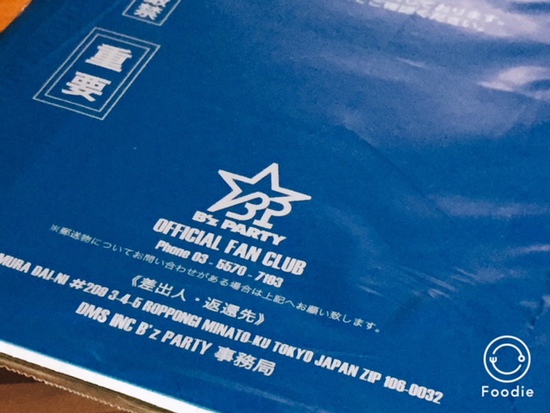 重要
B'z PARTY
OFFICIAL FAN CLUB
Phone 03 - 5570 - 7103
※郵送物についてお問い合わせがある場合は上記へお願い致します。
《差出人・返還先》
MURA DAI-NI #200 3-4-5 ROPPONGI MINATO-KU TOKYO JAPAN ZIP 106-0032
DMS INC B'z PARTY 事務局
Foodie